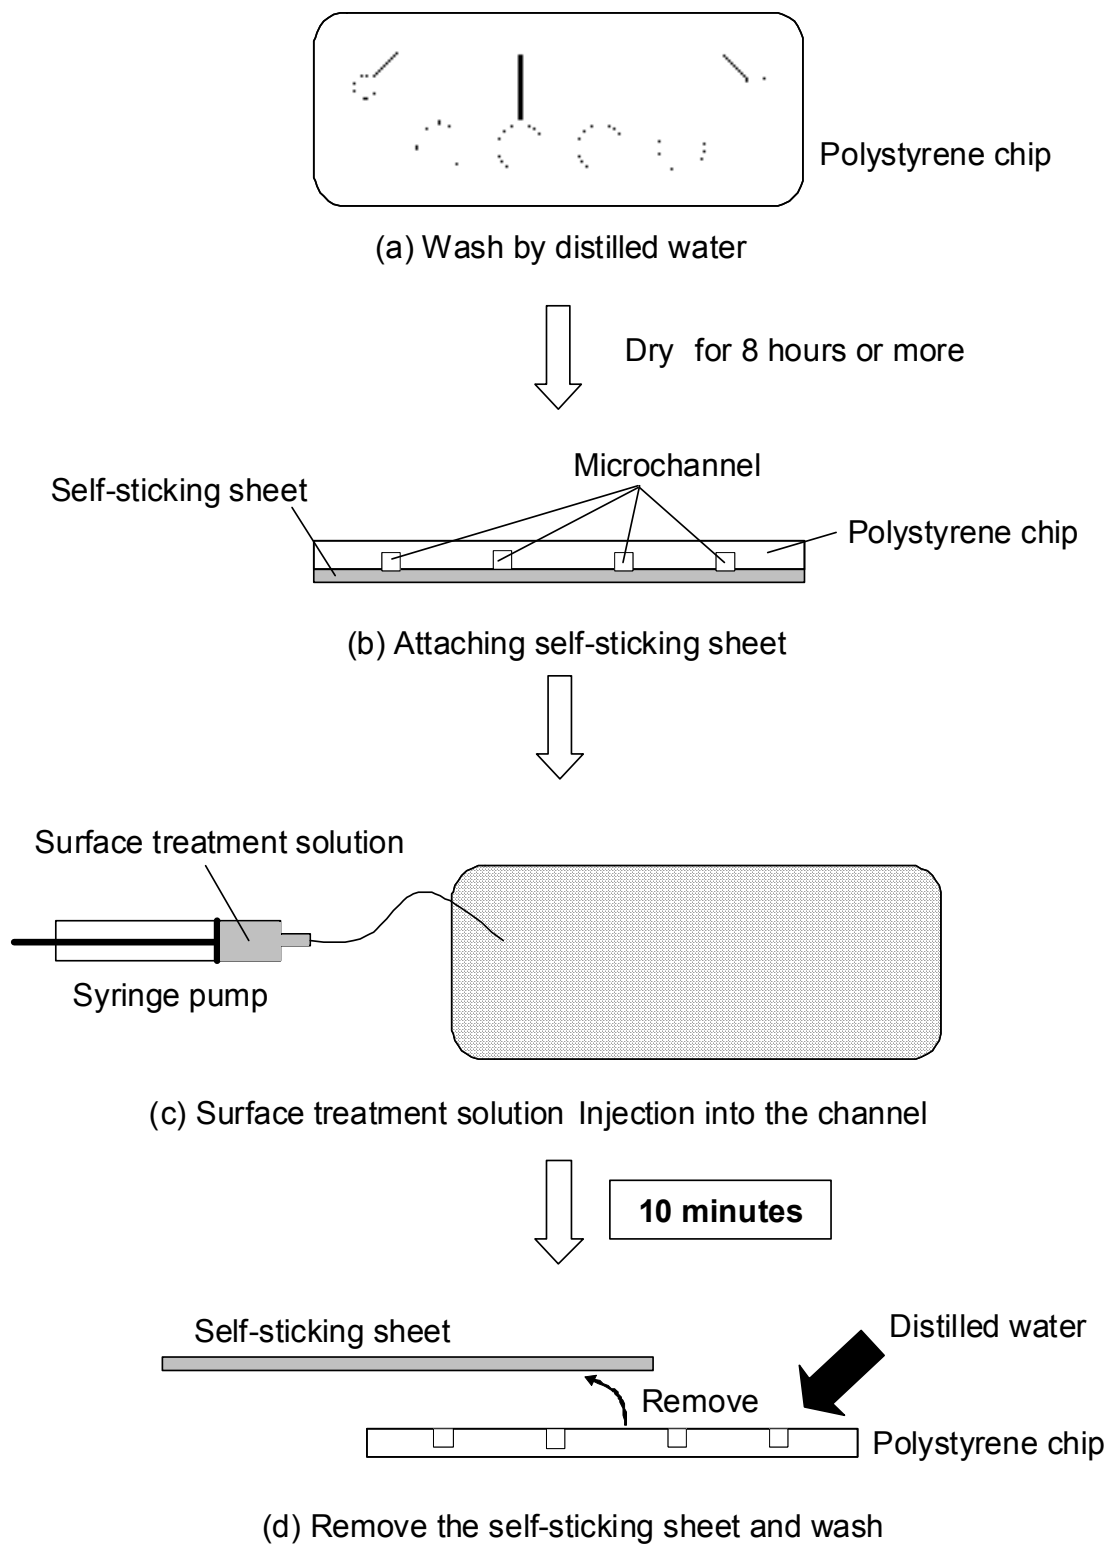 Polystyrene chip
(a) Wash by distilled water
Dry for 8 hours or more
Microchannel
Self-sticking sheet
Polystyrene chip
(b) Attaching self-sticking sheet
Surface treatment solution
Syringe pump
(c) Surface treatment solution Injection into the channel
10 minutes
Self-sticking sheet
Distilled water
Remove
Polystyrene chip
(d) Remove the self-sticking sheet and wash